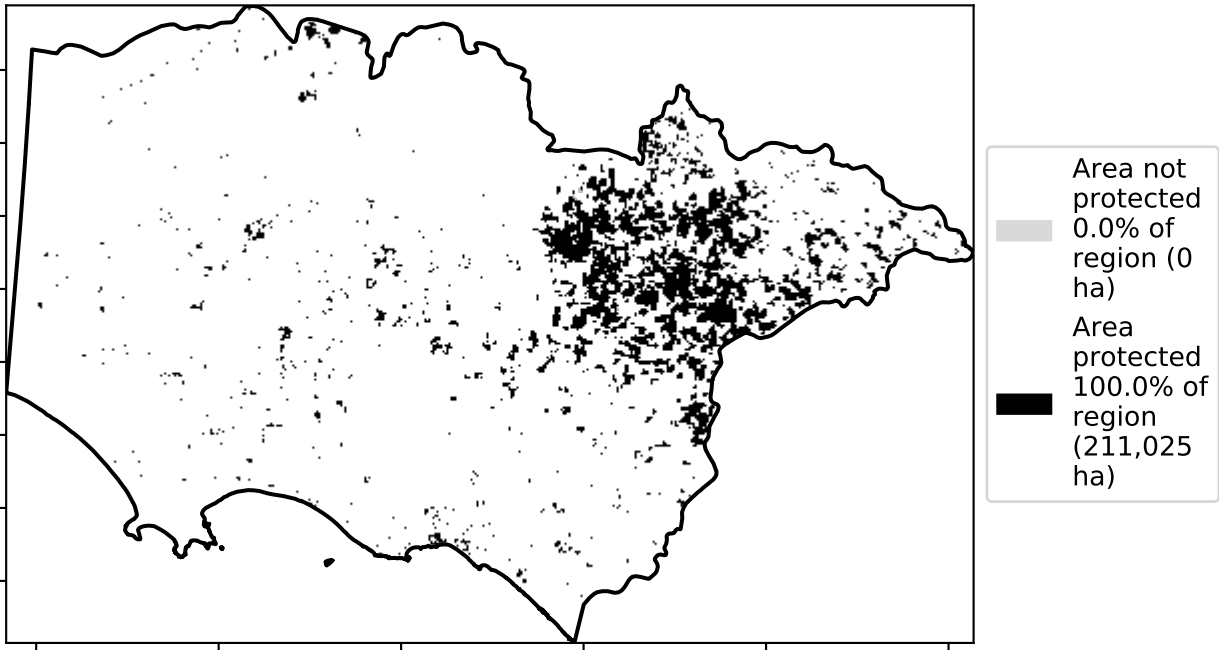 Area not
protected
0.0% of
region (0
ha)
Area
protected
100.0% of
region
(211,025
ha)